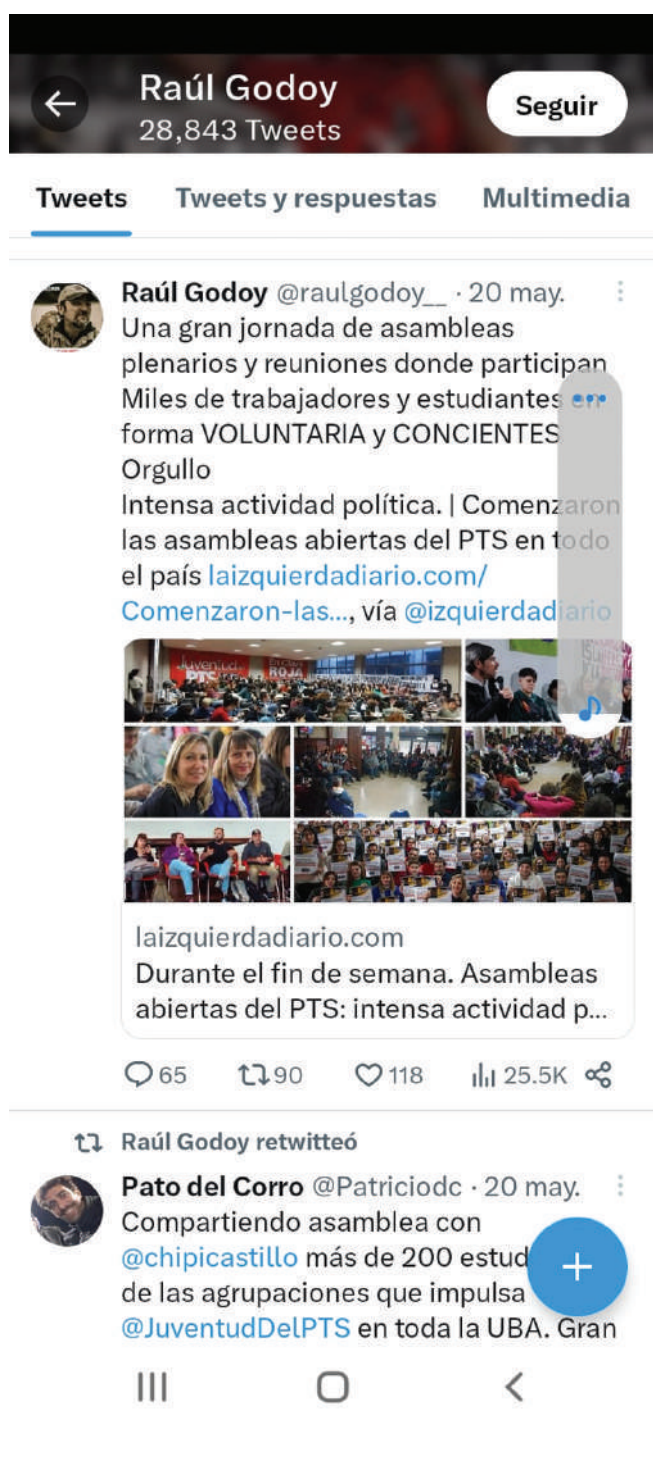 Raúl Godoy
28,843 Tweets
Seguir
Tweets
Tweets y respuestas
Multimedia
Raúl Godoy @raulgodoy__ · 20 may.
Una gran jornada de asambleas
plenarios y reuniones donde participan
Miles de trabajadores y estudiantes en
forma VOLUNTARIA y CONCIENTES
Orgullo
Intensa actividad política. | Comenzaron
las asambleas abiertas del PTS en todo
el país laizquierdadiario.com/
Comenzaron-las..., vía @izquierdadiario
Juventud
PTS
ROJA
laizquierdadiario.com
Durante el fin de semana. Asambleas
abiertas del PTS: intensa actividad p...
65 90 118 25.5K
Raúl Godoy retwitteó
Pato del Corro @Patriciodc · 20 may.
Compartiendo asamblea con
@chipicastillo más de 200 estud
de las agrupaciones que impulsa
@JuventudDelPTS en toda la UBA. Gran